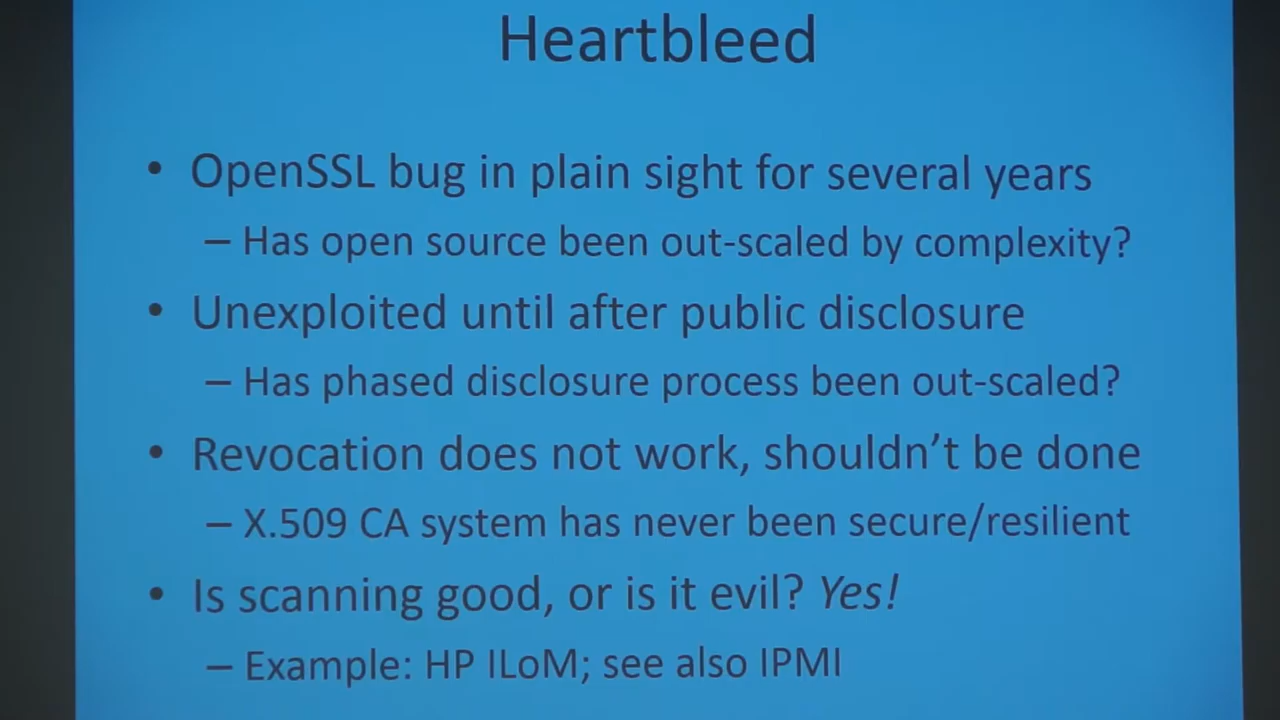 Heartbleed
• OpenSSL bug in plain sight for several years
– Has open source been out-scaled by complexity?
• Unexploited until after public disclosure
– Has phased disclosure process been out-scaled?
• Revocation does not work, shouldn't be done
– X.509 CA system has never been secure/resilient
• Is scanning good, or is it evil? Yes!
– Example: HP ILoM; see also IPMI